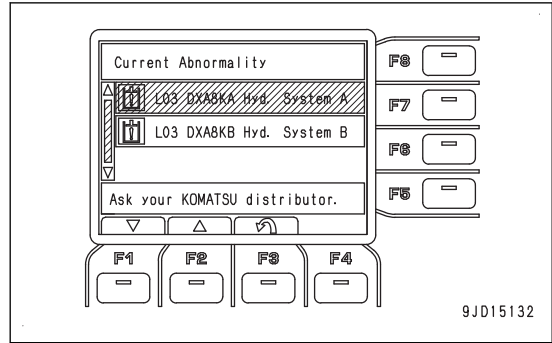 Current Abnormality
L03 DXA8KA Hyd. System A
L03 DXA8KB Hyd. System B
Ask your KOMATSU distributor.
F8
F7
F6
F5
F1
F2
F3
F4
9JD15132